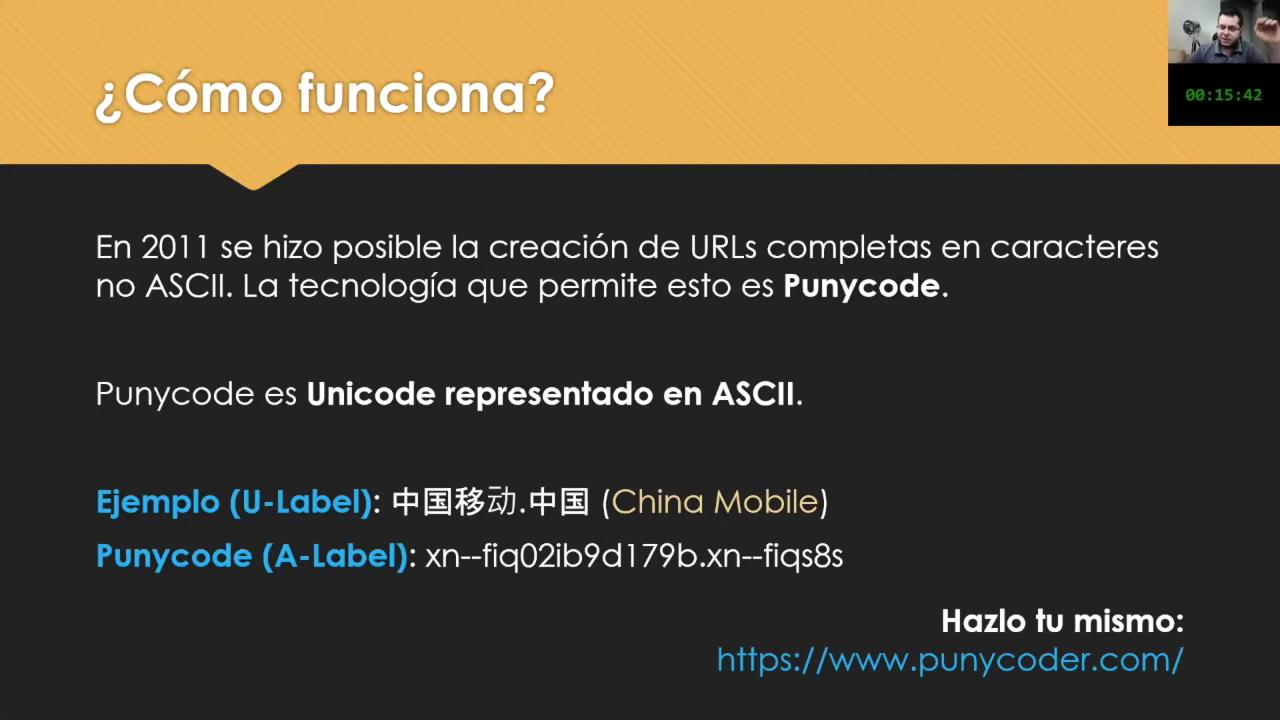 ¿Cómo funciona?
00:15:42
En 2011 se hizo posible la creación de URLs completas en caracteres
no ASCII. La tecnología que permite esto es Punycode.
Punycode es Unicode representado en ASCII.
Ejemplo (U-Label): 中国移动.中国 (China Mobile)
Punycode (A-Label): xn--fiq02ib9d179b.xn--fiqs8s
Hazlo tu mismo:
https://www.punycoder.com/